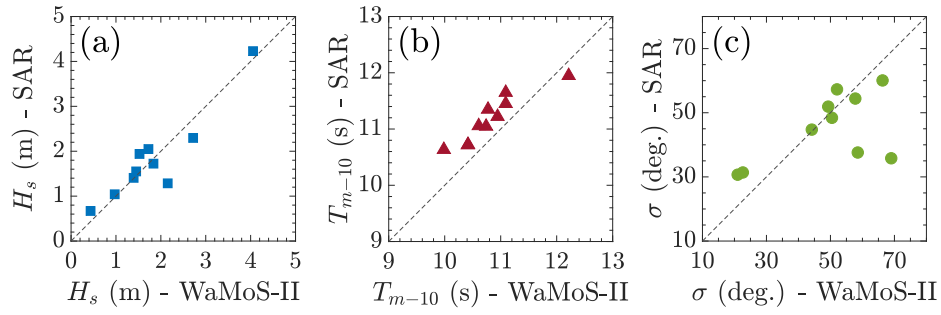 (a)
5
4
3
2
1
0
H_s (m) - SAR
0 1 2 3 4 5
H_s (m) - WaMoS-II
(b)
13
12
11
10
9
T_{m−10} (s) - SAR
9 10 11 12 13
T_{m−10} (s) - WaMoS-II
(c)
70
50
30
10
σ (deg.) - SAR
10 30 50 70
σ (deg.) - WaMoS-II